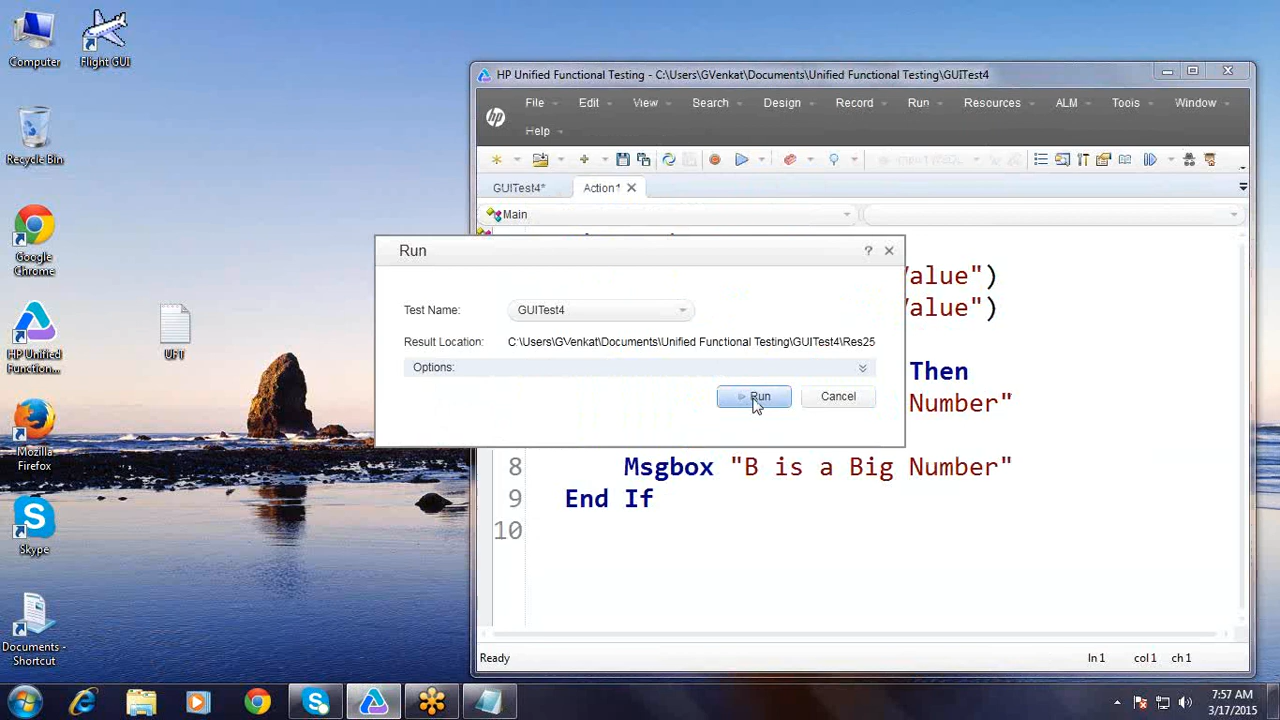 Computer
Flight GUI
Recycle Bin
Google
Chrome
HP Unified
Function...
UFT
Mozilla
Firefox
Skype
Documents -
Shortcut
HP Unified Functional Testing - C:\Users\GVenkat\Documents\Unified Functional Testing\GUITest4
hp
File Edit View Search Design Record Run Resources ALM Tools Window
Help
GUITest4* Action1
Main
Run
Test Name: GUITest4
Result Location: C:\Users\GVenkat\Documents\Unified Functional Testing\GUITest4\Res25
Options:
Run Cancel
alue")
alue")
Then
Number"
8 Msgbox "B is a Big Number"
9 End If
10
Ready ln 1 col 1 ch 1
7:57 AM
3/17/2015